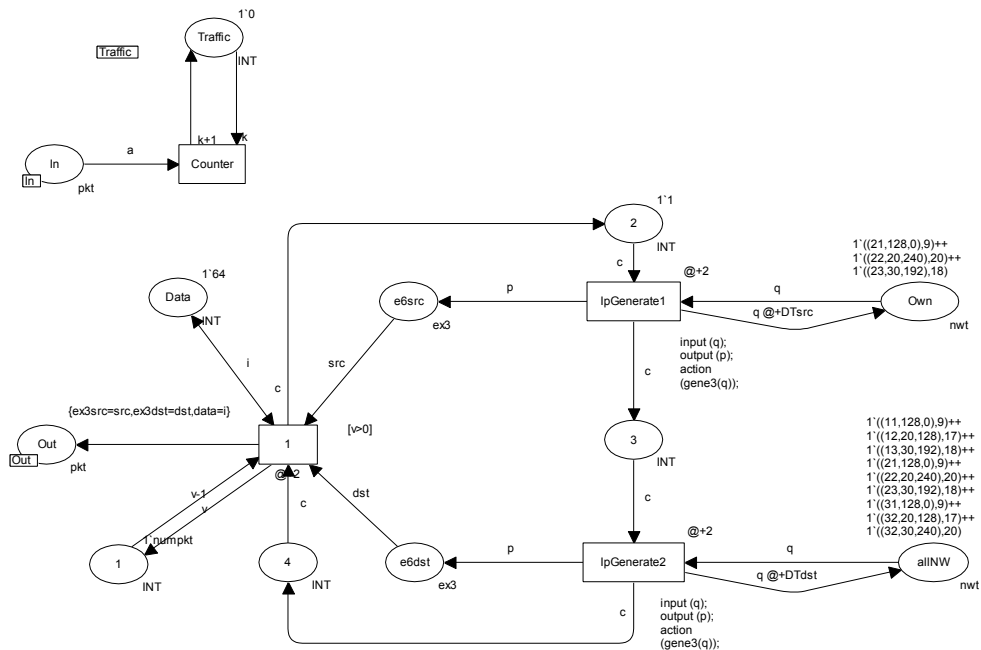 1`0
Traffic
INT
Traffic
k+1
k
Counter
a
In
In
pkt
1`1
2
INT
c
@+2
IpGenerate1
1`((21,128,0),9)++
1`((22,20,240),20)++
1`((23,30,192),18)
q
Own
q @+DTsrc
nwt
input (q);
output (p);
action
(gene3(q));
p
e6src
ex3
1`64
Data
INT
i
c
src
c
{ex3src=src,ex3dst=dst,data=i}
[v>0]
Out
Out
pkt
1
@+2
3
INT
v-1
v
1`numpkt
1
INT
c
dst
4
INT
c
e6dst
ex3
p
@+2
IpGenerate2
1`((11,128,0),9)++
1`((12,20,128),17)++
1`((13,30,192),18)++
1`((21,128,0),9)++
1`((22,20,240),20)++
1`((23,30,192),18)++
1`((31,128,0),9)++
1`((32,20,128),17)++
1`((32,30,240),20)
q
allNW
q @+DTdst
nwt
c
input (q);
output (p);
action
(gene3(q));